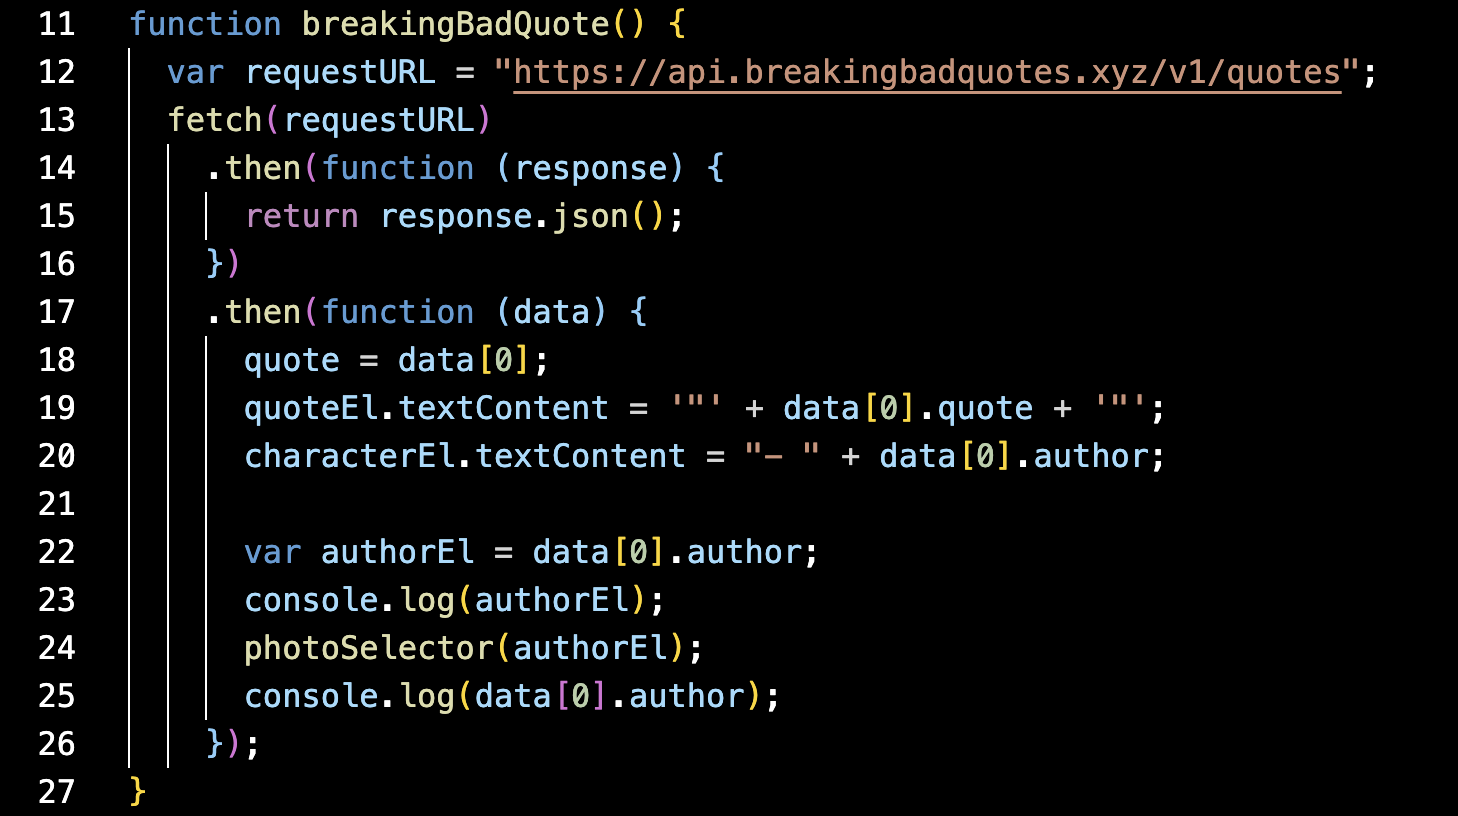 11 function breakingBadQuote() {
12 var requestURL = "https://api.breakingbadquotes.xyz/v1/quotes";
13 fetch(requestURL)
14 .then(function (response) {
15 return response.json();
16 })
17 .then(function (data) {
18 quote = data[0];
19 quoteEl.textContent = '"' + data[0].quote + '"';
20 characterEl.textContent = "— " + data[0].author;
21
22 var authorEl = data[0].author;
23 console.log(authorEl);
24 photoSelector(authorEl);
25 console.log(data[0].author);
26 });
27 }